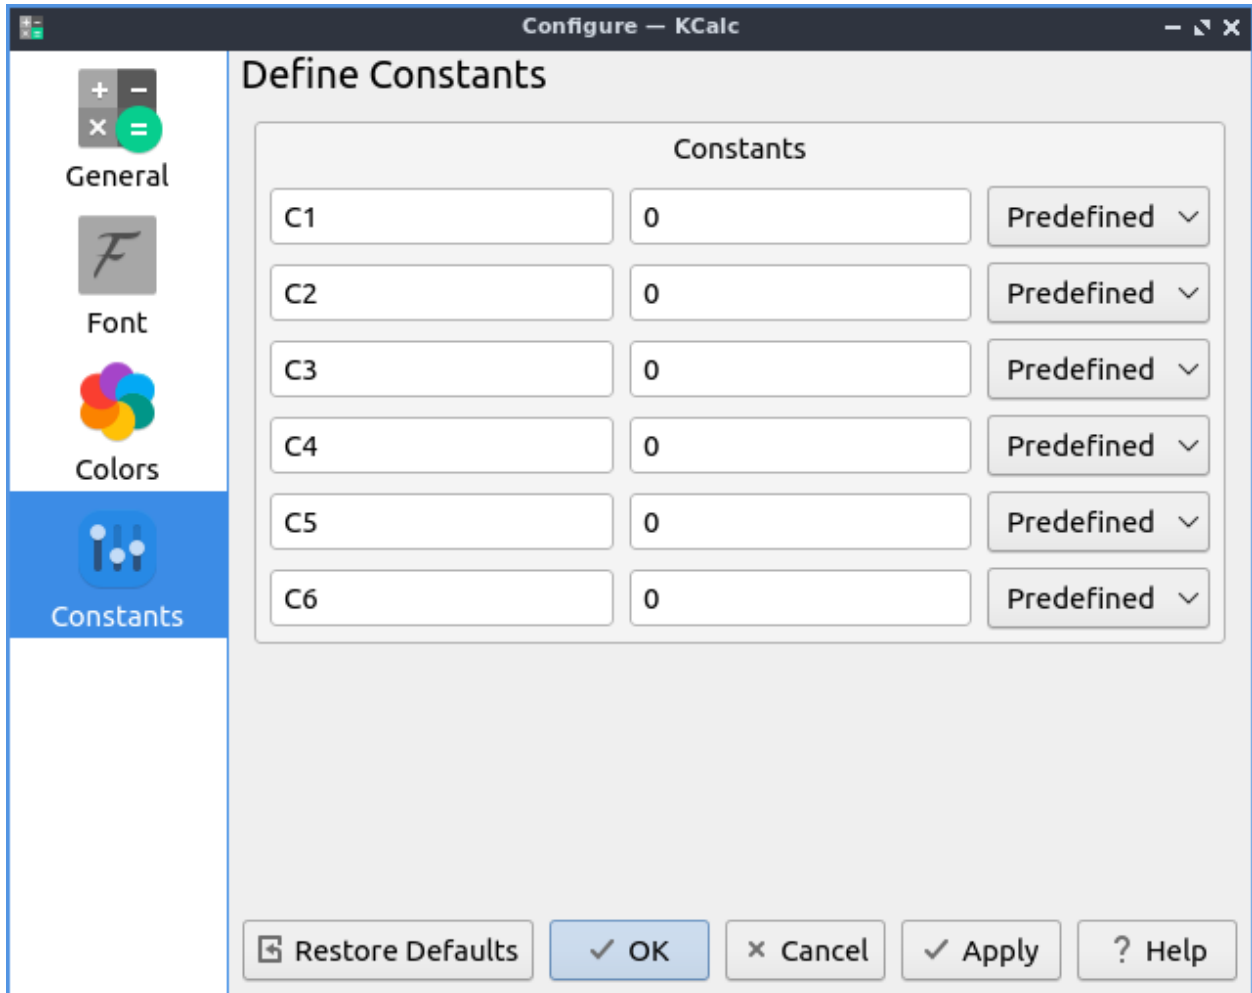 Configure — KCalc
General
Font
Colors
Constants
Define Constants
Constants
C1 0 Predefined
C2 0 Predefined
C3 0 Predefined
C4 0 Predefined
C5 0 Predefined
C6 0 Predefined
Restore Defaults OK Cancel Apply ? Help